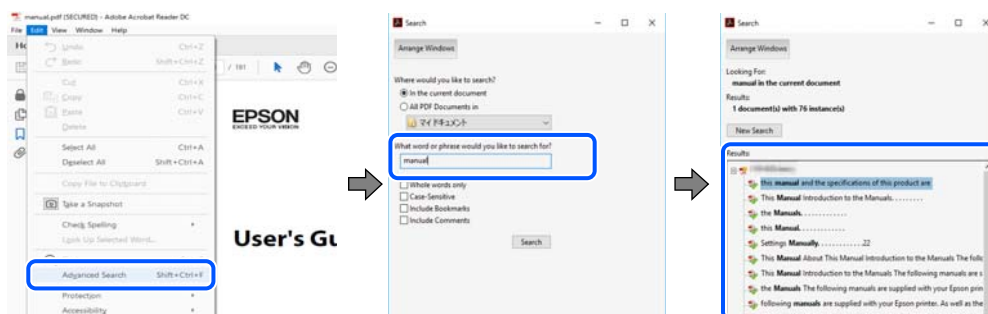 manual.pdf (SECURED) - Adobe Acrobat Reader DC
File Edit View Window Help
Undo Ctrl+Z
Shift+Ctrl+Z
Cut Ctrl+X
Copy Ctrl+C
Paste Ctrl+V
Delete
Select All Ctrl+A
Deselect All Shift+Ctrl+A
Copy File to Clipboard
Take a Snapshot
Check Spelling
Look Up Selected Word...
Advanced Search Shift+Ctrl+F
Protection
Accessibility
/ 181
EPSON
EXCEED YOUR VISION
User's Gu
Search
Arrange Windows
Where would you like to search?
In the current document
All PDF Documents in
マイ ドキュメント
What word or phrase would you like to search for?
manual
Whole words only
Case-Sensitive
Include Bookmarks
Include Comments
Search
Search
Arrange Windows
Looking For:
manual in the current document
Results:
1 document(s) with 76 instance(s)
New Search
Results:
this manual and the specifications of this product are
This Manual Introduction to the Manuals. . . . . . . . .
the Manuals. . . . . . . . . . . . .
this Manual. . . . . . . . . . . . .
Settings Manually. . . . . . . . . . . . .22
This Manual About This Manual Introduction to the Manuals The follo
This Manual Introduction to the Manuals The following manuals are s
the Manuals The following manuals are supplied with your Epson prin
following manuals are supplied with your Epson printer. As well as the